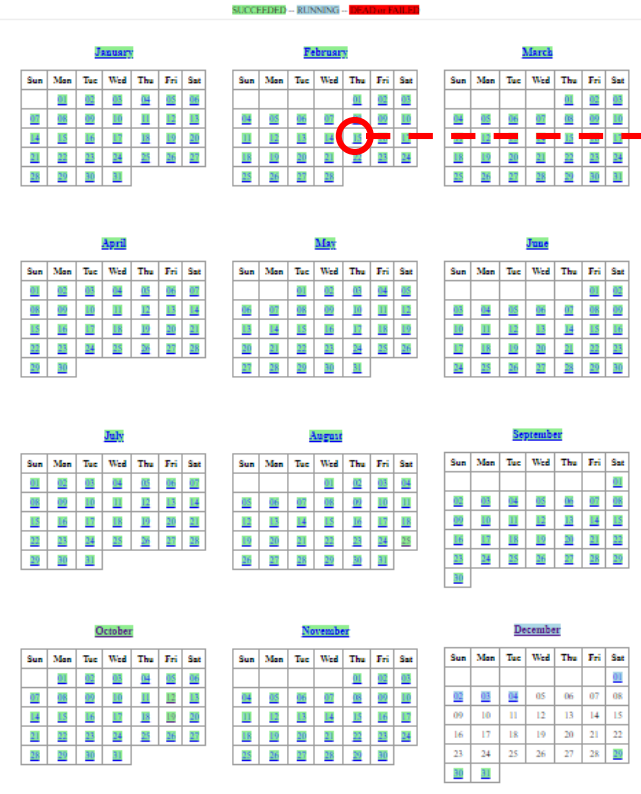 SUCCEEDED -- RUNNING -- DEAD or FAILED
January
Sun Mon Tue Wed Thu Fri Sat
01 02 03 04 05 06
07 08 09 10 11 12 13
14 15 16 17 18 19 20
21 22 23 24 25 26 27
28 29 30 31
February
Sun Mon Tue Wed Thu Fri Sat
01 02 03
04 05 06 07 09 10
11 12 13 14 15
18 19 20 21 22 23 24
25 26 27 28
March
Sun Mon Tue Wed Thu Fri Sat
01 02 03
04 05 06 07 08 09 10
12 15 17
18 19 20 21 22 23 24
25 26 27 28 29 30 31
April
Sun Mon Tue Wed Thu Fri Sat
01 02 03 04 05 06 07
08 09 10 11 12 13 14
15 16 17 18 19 20 21
22 23 24 25 26 27 28
29 30
May
Sun Mon Tue Wed Thu Fri Sat
01 02 03 04 05
06 07 08 09 10 11 12
13 14 15 16 17 18 19
20 21 22 23 24 25 26
27 28 29 30 31
June
Sun Mon Tue Wed Thu Fri Sat
01 02
03 04 05 06 07 08 09
10 11 12 13 14 15 16
17 18 19 20 21 22 23
24 25 26 27 28 29 30
July
Sun Mon Tue Wed Thu Fri Sat
01 02 03 04 05 06 07
08 09 10 11 12 13 14
15 16 17 18 19 20 21
22 23 24 25 26 27 28
29 30 31
August
Sun Mon Tue Wed Thu Fri Sat
01 02 03 04
05 06 07 08 09 10 11
12 13 14 15 16 17 18
19 20 21 22 23 24 25
26 27 28 29 30 31
September
Sun Mon Tue Wed Thu Fri Sat
01
02 03 04 05 06 07 08
09 10 11 12 13 14 15
16 17 18 19 20 21 22
23 24 25 26 27 28 29
30
October
Sun Mon Tue Wed Thu Fri Sat
01 02 03 04 05 06
07 08 09 10 11 12 13
14 15 16 17 18 19 20
21 22 23 24 25 26 27
28 29 30 31
November
Sun Mon Tue Wed Thu Fri Sat
01 02 03
04 05 06 07 08 09 10
11 12 13 14 15 16 17
18 19 20 21 22 23 24
25 26 27 28 29 30
December
Sun Mon Tue Wed Thu Fri Sat
01
02 03 04 05 06 07 08
09 10 11 12 13 14 15
16 17 18 19 20 21 22
23 24 25 26 27 28 29
30 31